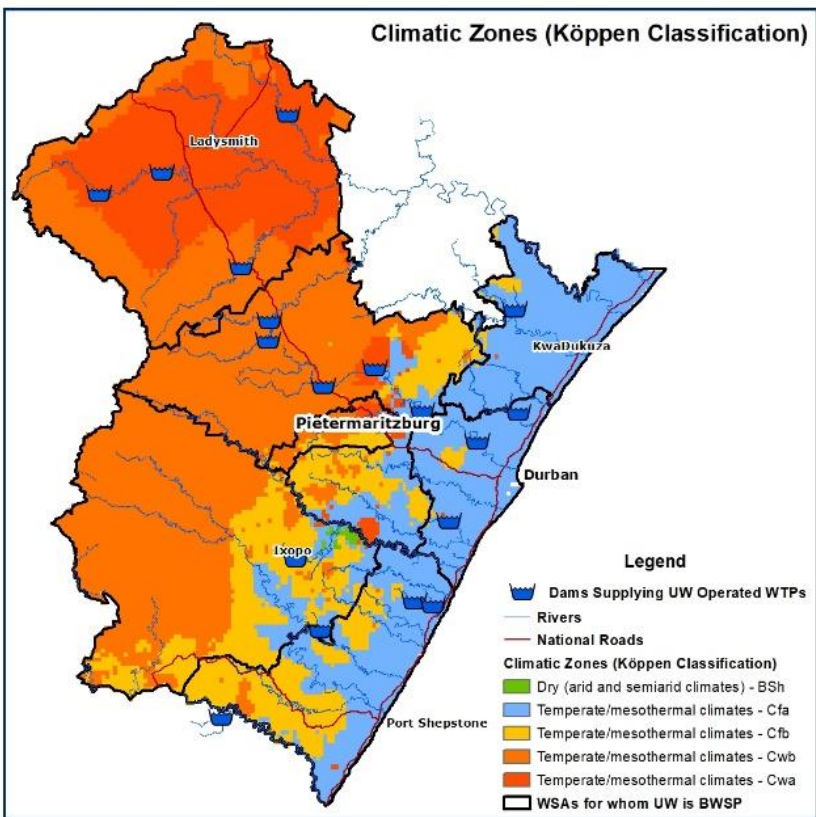 Climatic Zones (Köppen Classification)
Ladysmith
KwaDukuza
Pietermaritzburg
Durban
Ixopo
Port Shepstone
Legend
Dams Supplying UW Operated WTPs
Rivers
National Roads
Climatic Zones (Köppen Classification)
Dry (arid and semiarid climates) - BSh
Temperate/mesothermal climates - Cfa
Temperate/mesothermal climates - Cfb
Temperate/mesothermal climates - Cwb
Temperate/mesothermal climates - Cwa
WSAs for whom UW is BWSP